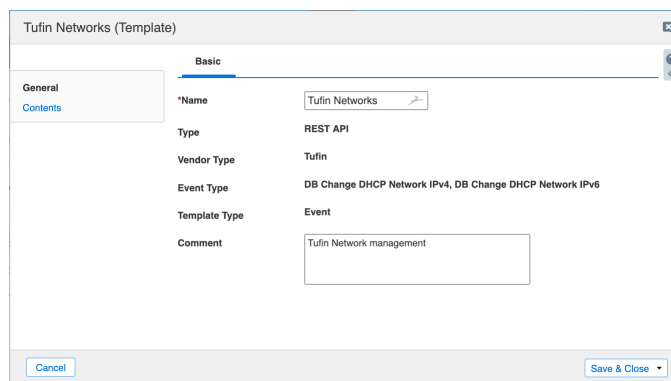 Tufin Networks (Template)
Basic
General
Contents
*Name
Tufin Networks
Type
REST API
Vendor Type
Tufin
Event Type
DB Change DHCP Network IPv4, DB Change DHCP Network IPv6
Template Type
Event
Comment
Tufin Network management
Cancel
Save & Close